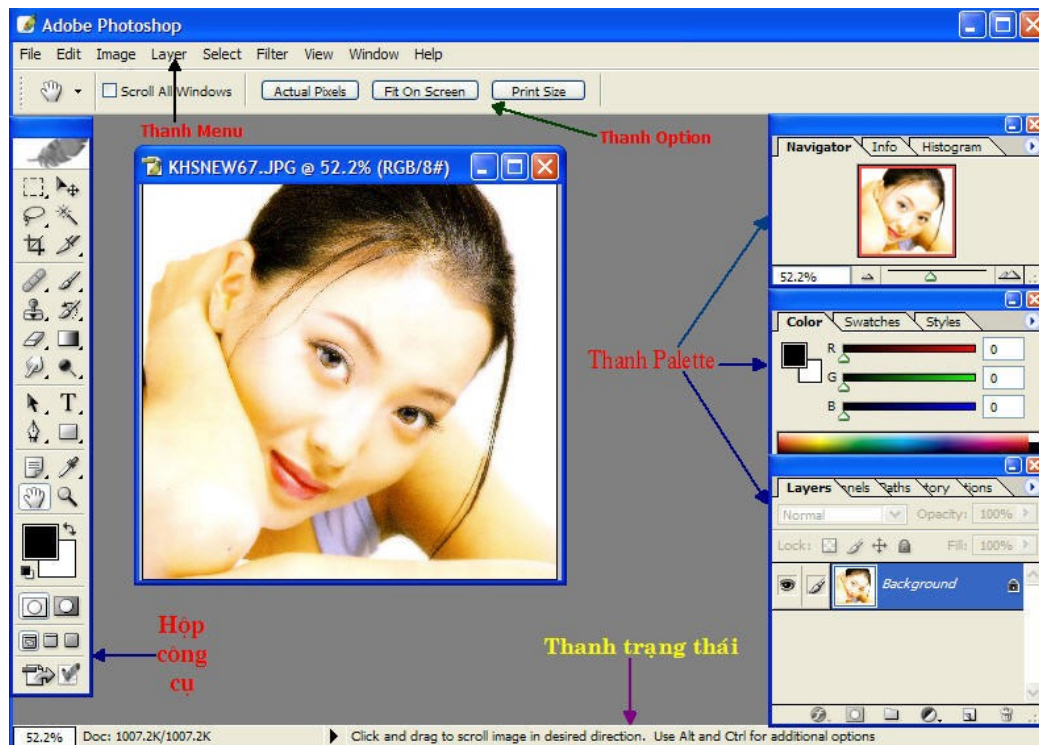 Adobe Photoshop
File Edit Image Layer Select Filter View Window Help
Scroll All Windows Actual Pixels Fit On Screen Print Size
Thanh Menu
Thanh Option
KHSNEW67.JPG @ 52.2% (RGB/8#)
Navigator Info Histogram
52.2%
Color Swatches Styles
R 0
G 0
B 0
Thanh Palette
Layers nnels Paths tory tions
Normal Opacity: 100%
Lock: Fill: 100%
Background
T
Hộp
công
cụ
Thanh trạng thái
52.2% Doc: 1007.2K/1007.2K Click and drag to scroll image in desired direction. Use Alt and Ctrl for additional options